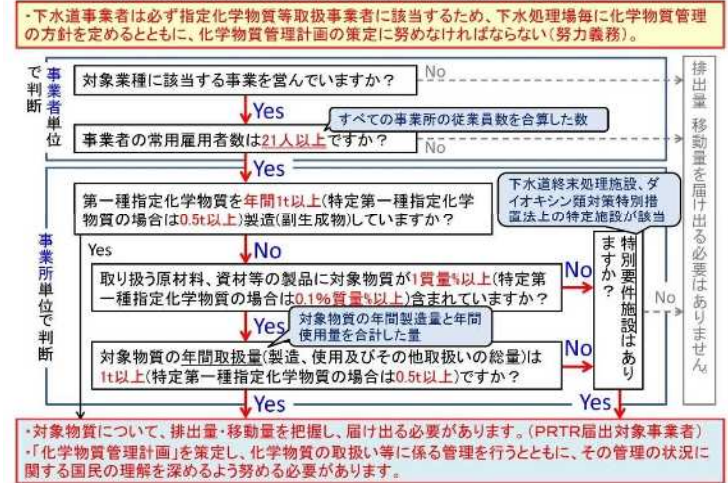 ・下水道事業者は必ず指定化学物質等取扱事業者に該当するため、下水処理場毎に化学物質管理
の方針を定めるとともに、化学物質管理計画の策定に努めなければならない(努力義務)。
事業者単位
で判断
対象業種に該当する事業を営んでいますか?
No
Yes
すべての事業所の従業員数を合算した数
事業者の常用雇用者数は21人以上ですか?
No
Yes
排出量 移動量を届け出る必要はありません。
事業所単位で判断
第一種指定化学物質を年間1t以上(特定第一種指定化学
物質の場合は0.5t以上)製造(副生成物)していますか?
下水道終末処理施設、ダ
イオキシン類対策特別措
置法上の特定施設が該当
Yes
No
特別要件施設はあり
ますか?
取り扱う原材料、資材等の製品に対象物質が1質量%以上(特定第
一種指定化学物質の場合は0.1%質量%以上)含まれていますか?
No
No
Yes
対象物質の年間製造量と年間
使用量を合計した量
対象物質の年間取扱量(製造、使用及びその他取扱いの総量)は
1t以上(特定第一種指定化学物質の場合は0.5t以上)ですか?
No
Yes
Yes
・対象物質について、排出量・移動量を把握し、届け出る必要があります。(PRTR届出対象事業者)
・「化学物質管理計画」を策定し、化学物質の取扱い等に係る管理を行うとともに、その管理の状況に
関する国民の理解を深めるよう努める必要があります。